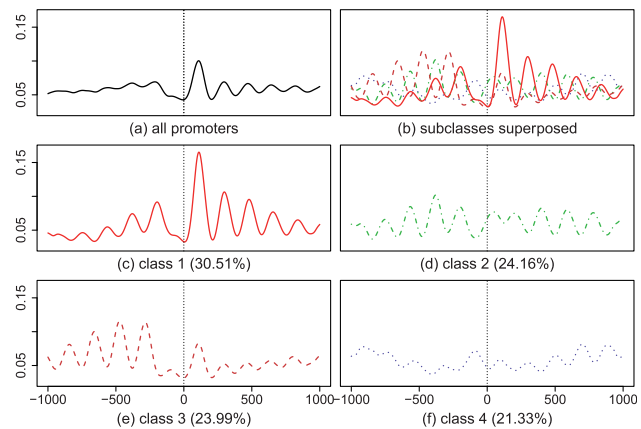 0.15
0.05
(a) all promoters
(b) subclasses superposed
0.15
0.05
(c) class 1 (30.51%)
(d) class 2 (24.16%)
0.15
0.05
−1000 −500 0 500 1000
−1000 −500 0 500 1000
(e) class 3 (23.99%)
(f) class 4 (21.33%)